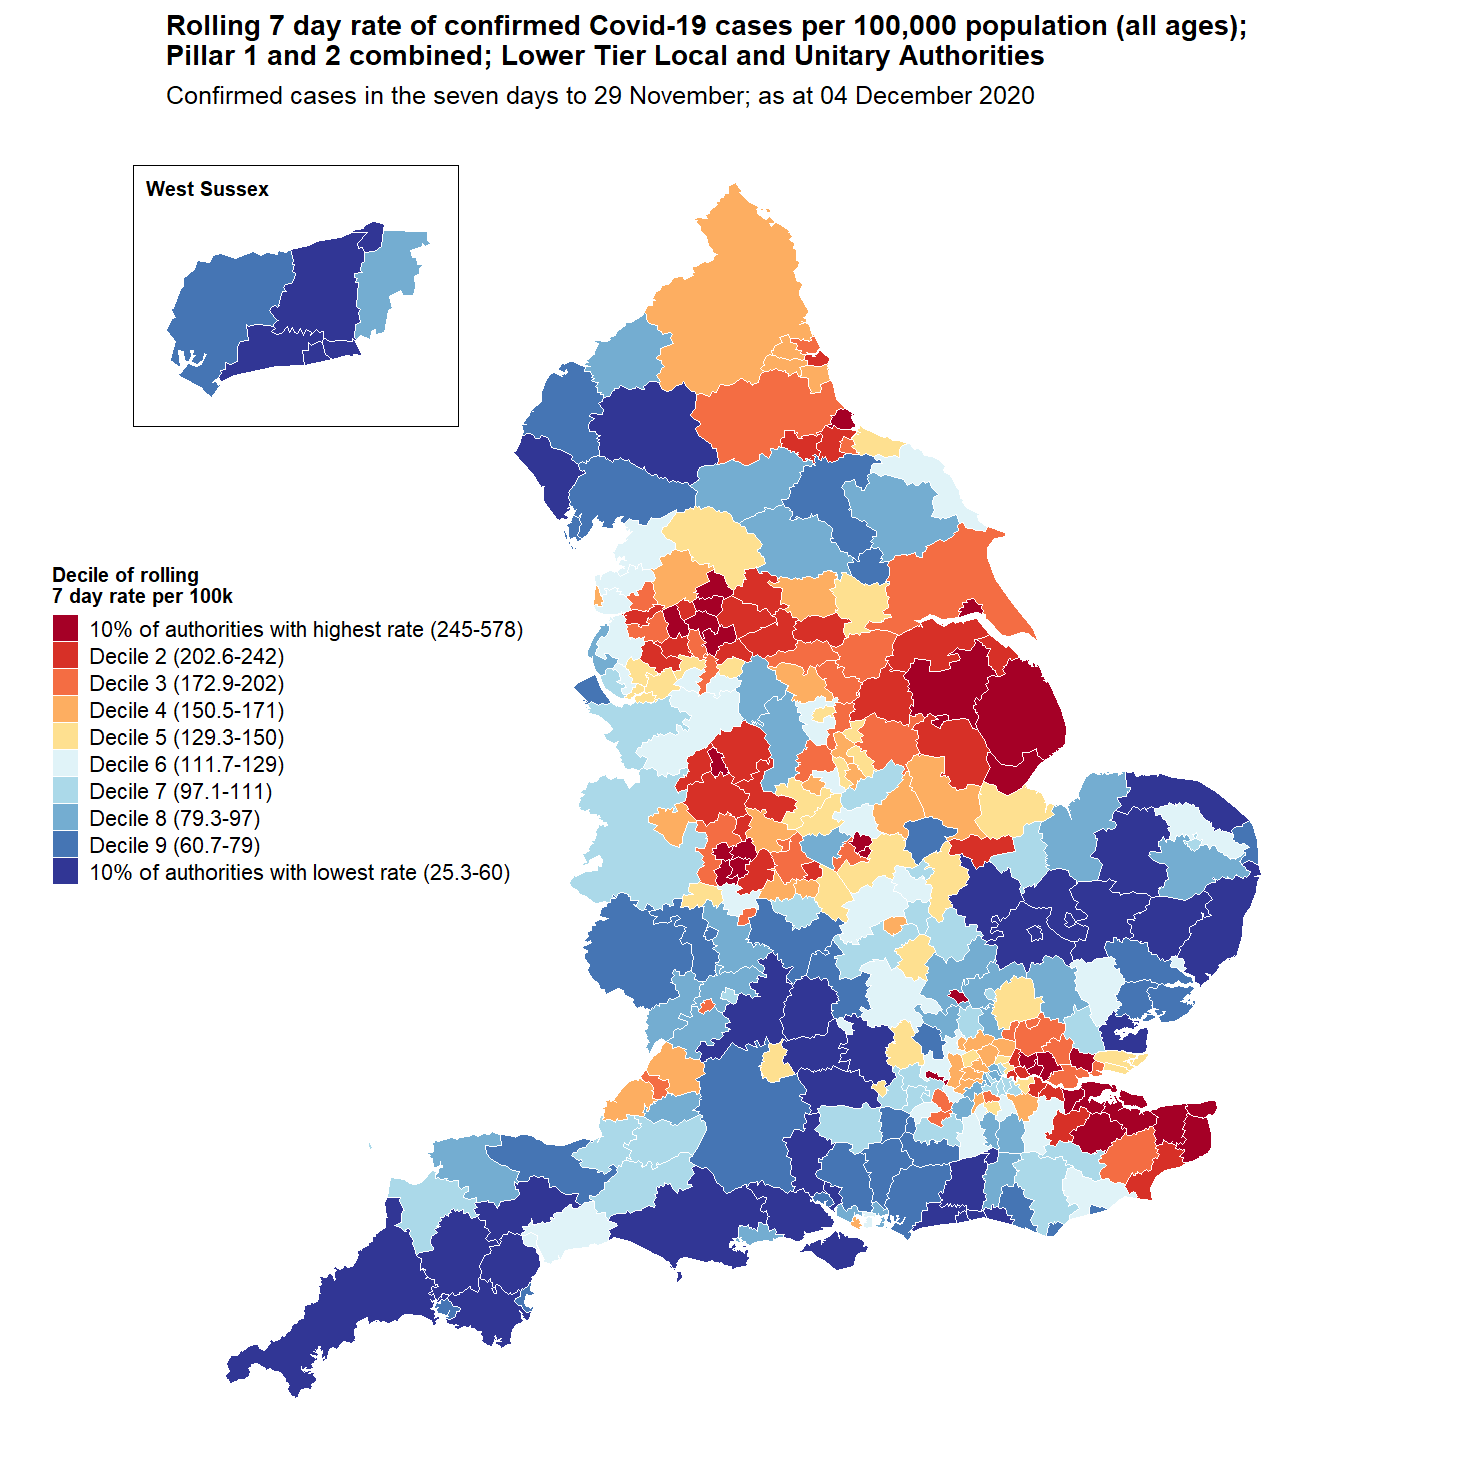 Rolling 7 day rate of confirmed Covid-19 cases per 100,000 population (all ages);
Pillar 1 and 2 combined; Lower Tier Local and Unitary Authorities
Confirmed cases in the seven days to 29 November; as at 04 December 2020
West Sussex
Decile of rolling
7 day rate per 100k
10% of authorities with highest rate (245-578)
Decile 2 (202.6-242)
Decile 3 (172.9-202)
Decile 4 (150.5-171)
Decile 5 (129.3-150)
Decile 6 (111.7-129)
Decile 7 (97.1-111)
Decile 8 (79.3-97)
Decile 9 (60.7-79)
10% of authorities with lowest rate (25.3-60)